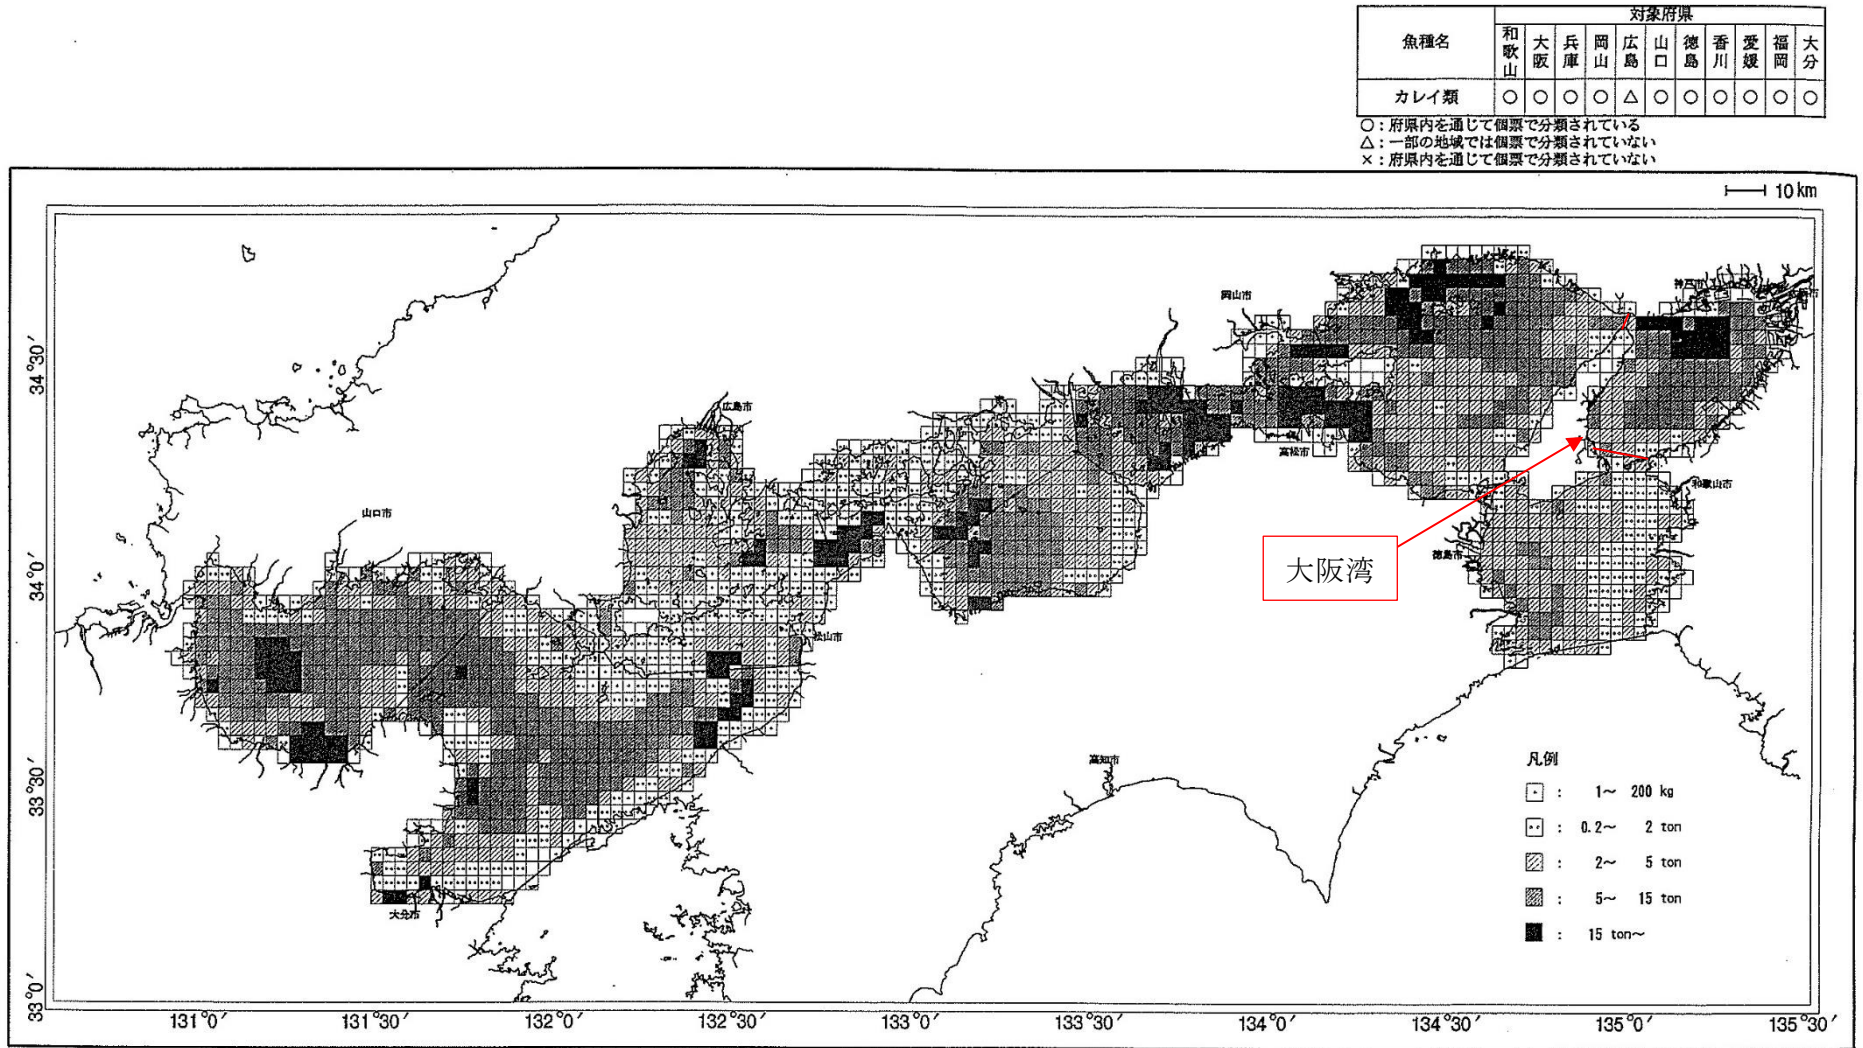 対象府県
魚種名 和歌山 大阪 兵庫 岡山 広島 山口 徳島 香川 愛媛 福岡 大分
カレイ類 ○ ○ ○ ○ △ ○ ○ ○ ○ ○ ○
○：府県内を通じて個票で分類されている
△：一部の地域では個票で分類されていない
×：府県内を通じて個票で分類されていない
10km
神戸市
岡山市
34°30′
広島市
高松市
和歌山市
山口市
徳島市
大阪湾
34°0′
松山市
高知市
凡例
33°30′
： 1～ 200 kg
： 0.2～ 2 ton
： 2～ 5 ton
： 5～ 15 ton
： 15 ton～
大分市
33°0′
131°0′ 131°30′ 132°0′ 132°30′ 133°0′ 133°30′ 134°0′ 134°30′ 135°0′ 135°30′